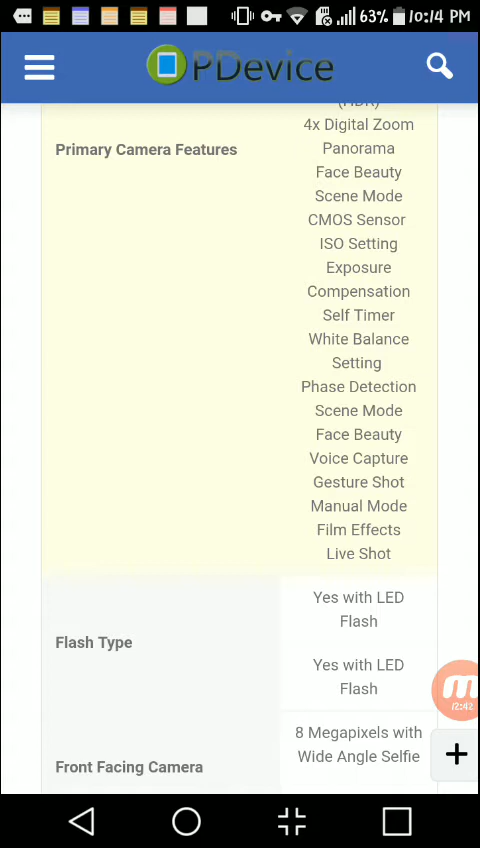 63%
10:14 PM
PDevice
(HDR)
4x Digital Zoom
Primary Camera Features
Panorama
Face Beauty
Scene Mode
CMOS Sensor
ISO Setting
Exposure
Compensation
Self Timer
White Balance
Setting
Phase Detection
Scene Mode
Face Beauty
Voice Capture
Gesture Shot
Manual Mode
Film Effects
Live Shot
Flash Type
Yes with LED
Flash
Yes with LED
Flash
12:42
Front Facing Camera
8 Megapixels with
Wide Angle Selfie